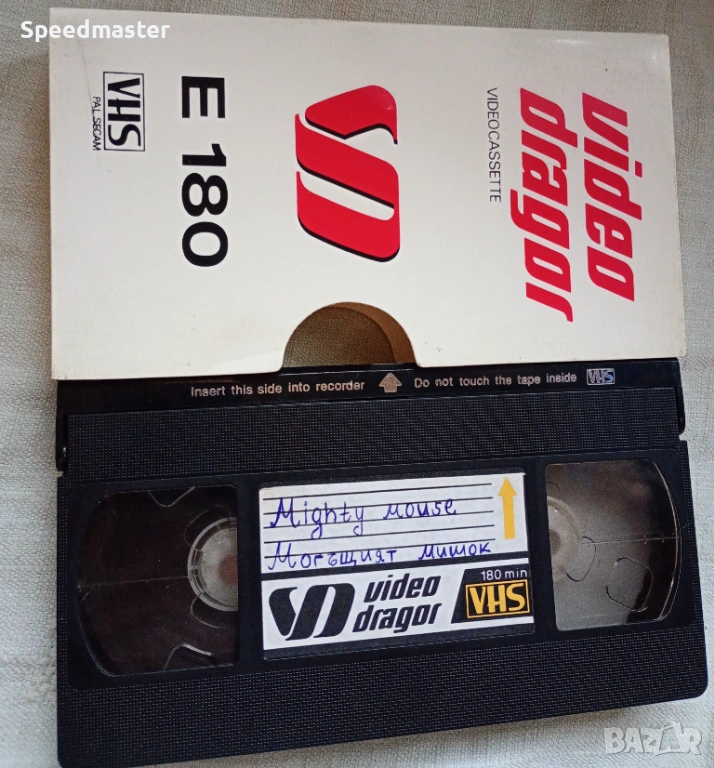 Speedmaster
video
dragor
VIDEOCASSETTE
E 180
VHS
PAL SECAM
Insert this side into recorder Do not touch the tape inside VHS
Mighty mouse
Могъщият мишок
video
dragor
180 min
VHS
BAZAR